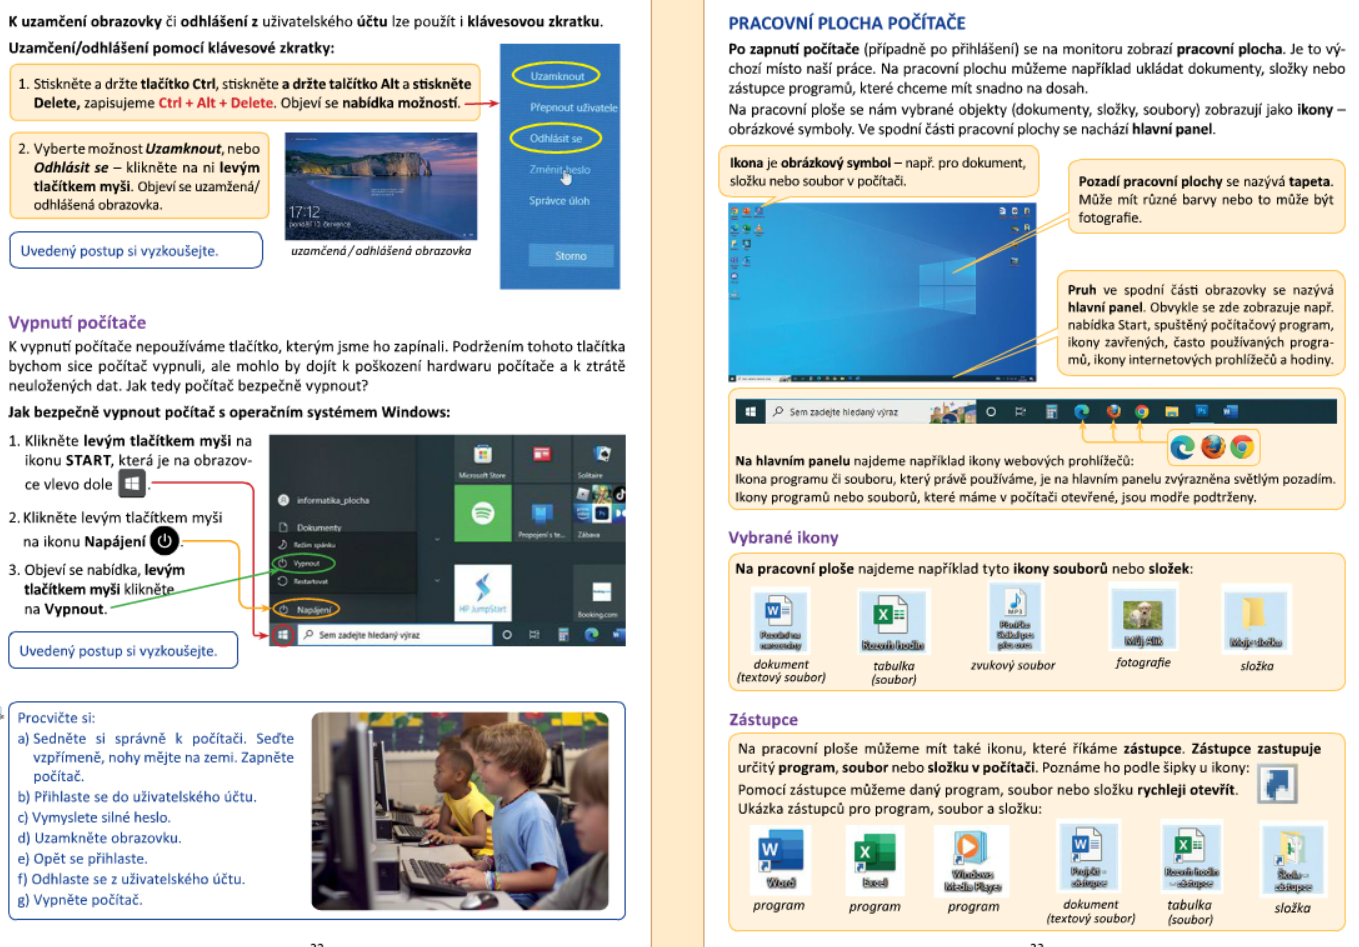 K uzamčení obrazovky či odhlášení z uživatelského účtu lze použít i klávesovou zkratku.
Uzamčení/odhlášení pomocí klávesové zkratky:
1. Stiskněte a držte tlačítko Ctrl, stiskněte a držte talčítko Alt a stiskněte
Delete, zapisujeme Ctrl + Alt + Delete. Objeví se nabídka možností.
2. Vyberte možnost Uzamknout, nebo
Odhlásit se – klikněte na ni levým
tlačítkem myši. Objeví se uzamžená/
odhlášená obrazovka.
Uvedený postup si vyzkoušejte.
17:12
pondělí 13. července
uzamčená / odhlášená obrazovka
Uzamknout
Přepnout uživatele
Odhlásit se
Změnit heslo
Správce úloh
Storno
Vypnutí počítače
K vypnutí počítače nepoužíváme tlačítko, kterým jsme ho zapínali. Podržením tohoto tlačítka
bychom sice počítač vypnuli, ale mohlo by dojít k poškození hardwaru počítače a k ztrátě
neuložených dat. Jak tedy počítač bezpečně vypnout?
Jak bezpečně vypnout počítač s operačním systémem Windows:
1. Klikněte levým tlačítkem myši na
ikonu START, která je na obrazov-
ce vlevo dole .
2. Klikněte levým tlačítkem myši
na ikonu Napájení .
3. Objeví se nabídka, levým
tlačítkem myši klikněte
na Vypnout.
Uvedený postup si vyzkoušejte.
informatika_plocha
Dokumenty
Režim spánku
Vypnout
Restartovat
Napájení
Sem zadejte hledaný výraz
Microsoft Store
Solitaire
Propojení s te...
Zábava
HP JumpStart
Booking.com
Procvičte si:
a) Sedněte si správně k počítači. Seďte
vzpřímeně, nohy mějte na zemi. Zapněte
počítač.
b) Přihlaste se do uživatelského účtu.
c) Vymyslete silné heslo.
d) Uzamkněte obrazovku.
e) Opět se přihlaste.
f) Odhlaste se z uživatelského účtu.
g) Vypněte počítač.
PRACOVNÍ PLOCHA POČÍTAČE
Po zapnutí počítače (případně po přihlášení) se na monitoru zobrazí pracovní plocha. Je to vý-
chozí místo naší práce. Na pracovní plochu můžeme například ukládat dokumenty, složky nebo
zástupce programů, které chceme mít snadno na dosah.
Na pracovní ploše se nám vybrané objekty (dokumenty, složky, soubory) zobrazují jako ikony –
obrázkové symboly. Ve spodní části pracovní plochy se nachází hlavní panel.
Ikona je obrázkový symbol – např. pro dokument,
složku nebo soubor v počítači.
Pozadí pracovní plochy se nazývá tapeta.
Může mít různé barvy nebo to může být
fotografie.
Pruh ve spodní části obrazovky se nazývá
hlavní panel. Obvykle se zde zobrazuje např.
nabídka Start, spuštěný počítačový program,
ikony zavřených, často používaných progra-
mů, ikony internetových prohlížečů a hodiny.
Sem zadejte hledaný výraz
Na hlavním panelu najdeme například ikony webových prohlížečů:
Ikona programu či souboru, který právě používáme, je na hlavním panelu zvýrazněna světlým pozadím.
Ikony programů nebo souborů, které máme v počítači otevřené, jsou modře podtrženy.
Vybrané ikony
Na pracovní ploše najdeme například tyto ikony souborů nebo složek:
MP3
Rozvrh hodin
Můj Alík
Moje složka
dokument
(textový soubor)
tabulka
(soubor)
zvukový soubor
fotografie
složka
Zástupce
Na pracovní ploše můžeme mít také ikonu, které říkáme zástupce. Zástupce zastupuje
určitý program, soubor nebo složku v počítači. Poznáme ho podle šipky u ikony:
Pomocí zástupce můžeme daný program, soubor nebo složku rychleji otevřít.
Ukázka zástupců pro program, soubor a složku:
Word
Excel
Windows
Media Player
Projekt -
zástupce
Rozvrh hodin
- zástupce
Škola -
zástupce
program
program
program
dokument
(textový soubor)
tabulka
(soubor)
složka